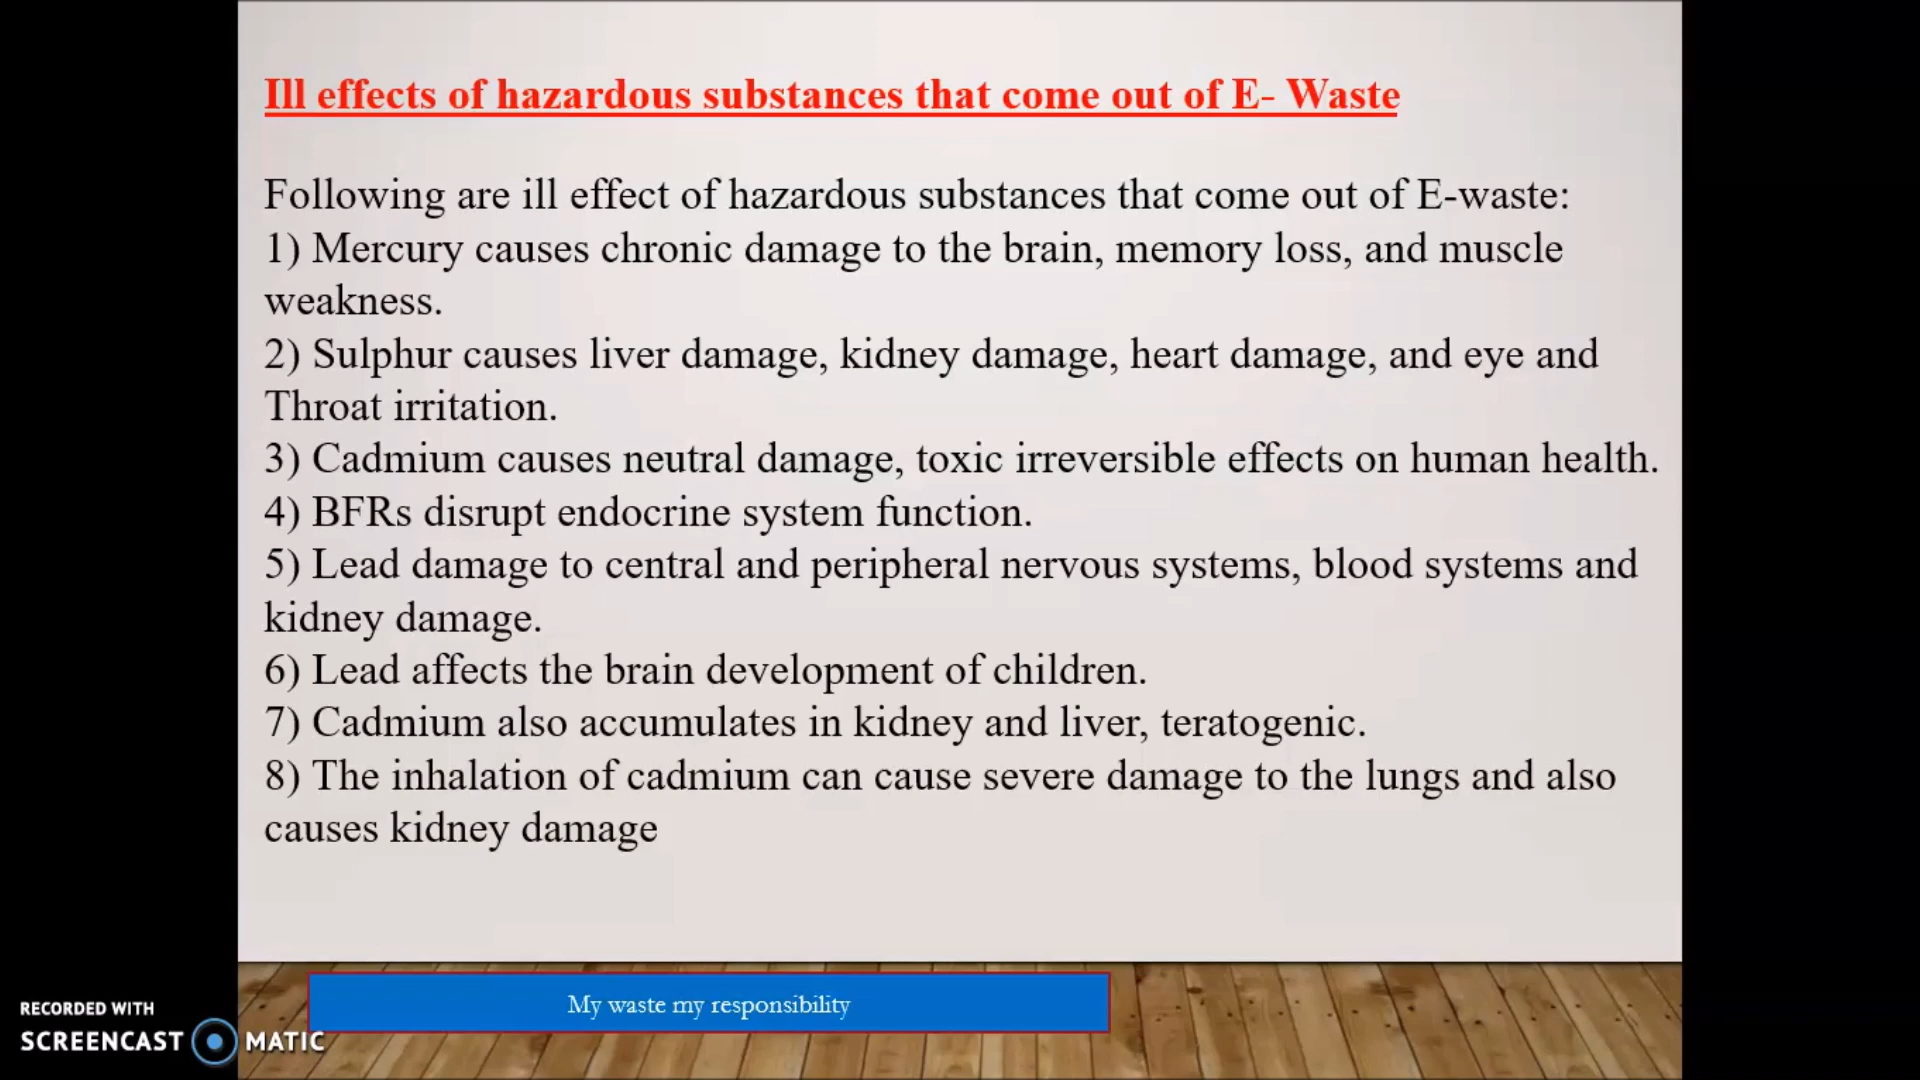 Ill effects of hazardous substances that come out of E- Waste
Following are ill effect of hazardous substances that come out of E-waste:
1) Mercury causes chronic damage to the brain, memory loss, and muscle
weakness.
2) Sulphur causes liver damage, kidney damage, heart damage, and eye and
Throat irritation.
3) Cadmium causes neutral damage, toxic irreversible effects on human health.
4) BFRs disrupt endocrine system function.
5) Lead damage to central and peripheral nervous systems, blood systems and
kidney damage.
6) Lead affects the brain development of children.
7) Cadmium also accumulates in kidney and liver, teratogenic.
8) The inhalation of cadmium can cause severe damage to the lungs and also
causes kidney damage
My waste my responsibility
RECORDED WITH
SCREENCAST MATIC